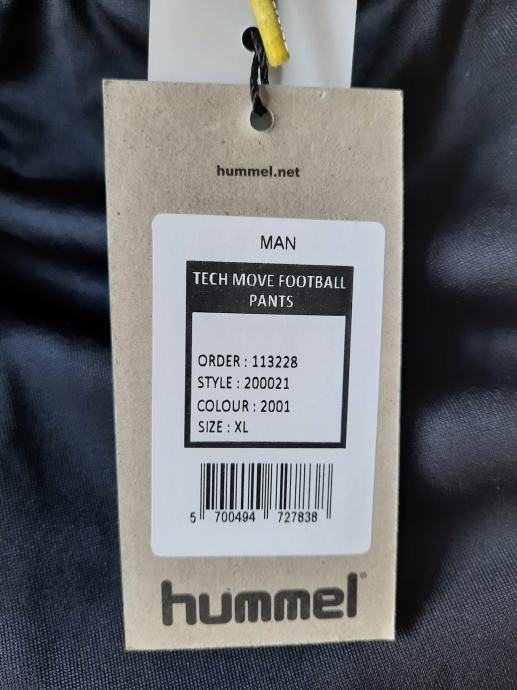 hummel.net
MAN
TECH MOVE FOOTBALL
PANTS
ORDER : 113228
STYLE : 200021
COLOUR : 2001
SIZE : XL
5 700494 727838
hummel®